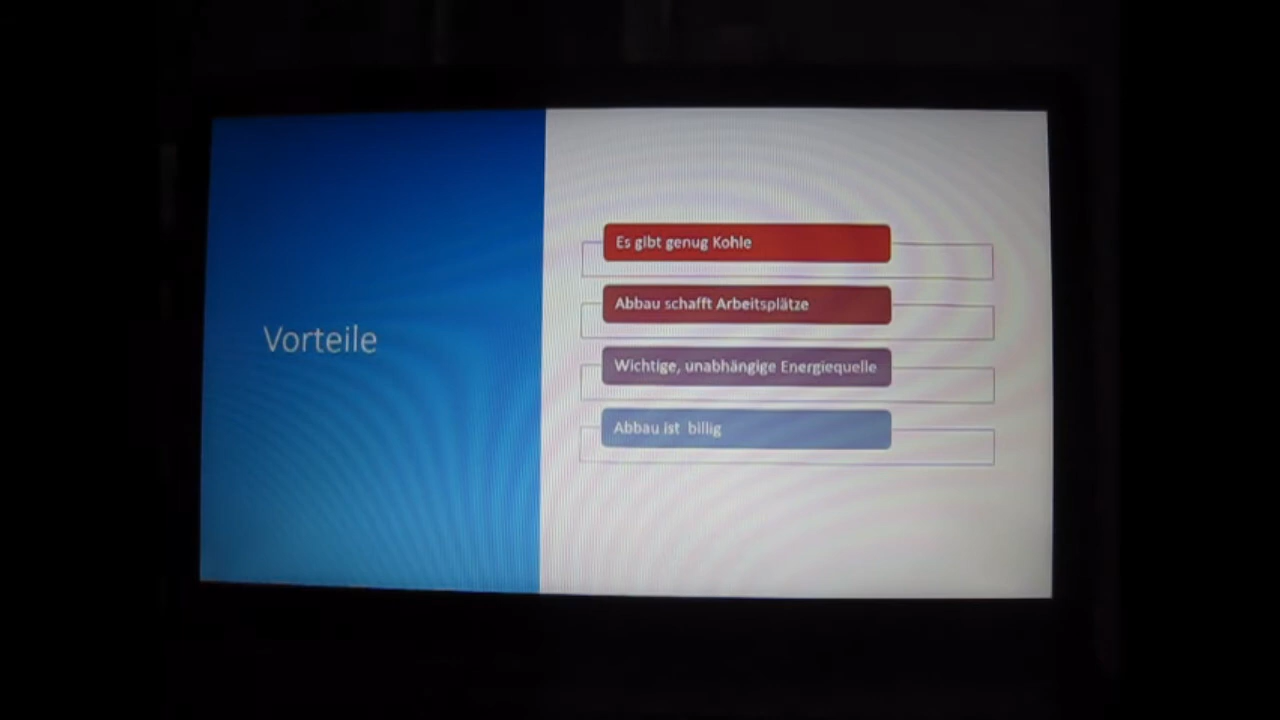 Vorteile
Es gibt genug Kohle
Abbau schafft Arbeitsplätze
Wichtige, unabhängige Energiequelle
Abbau ist  billig